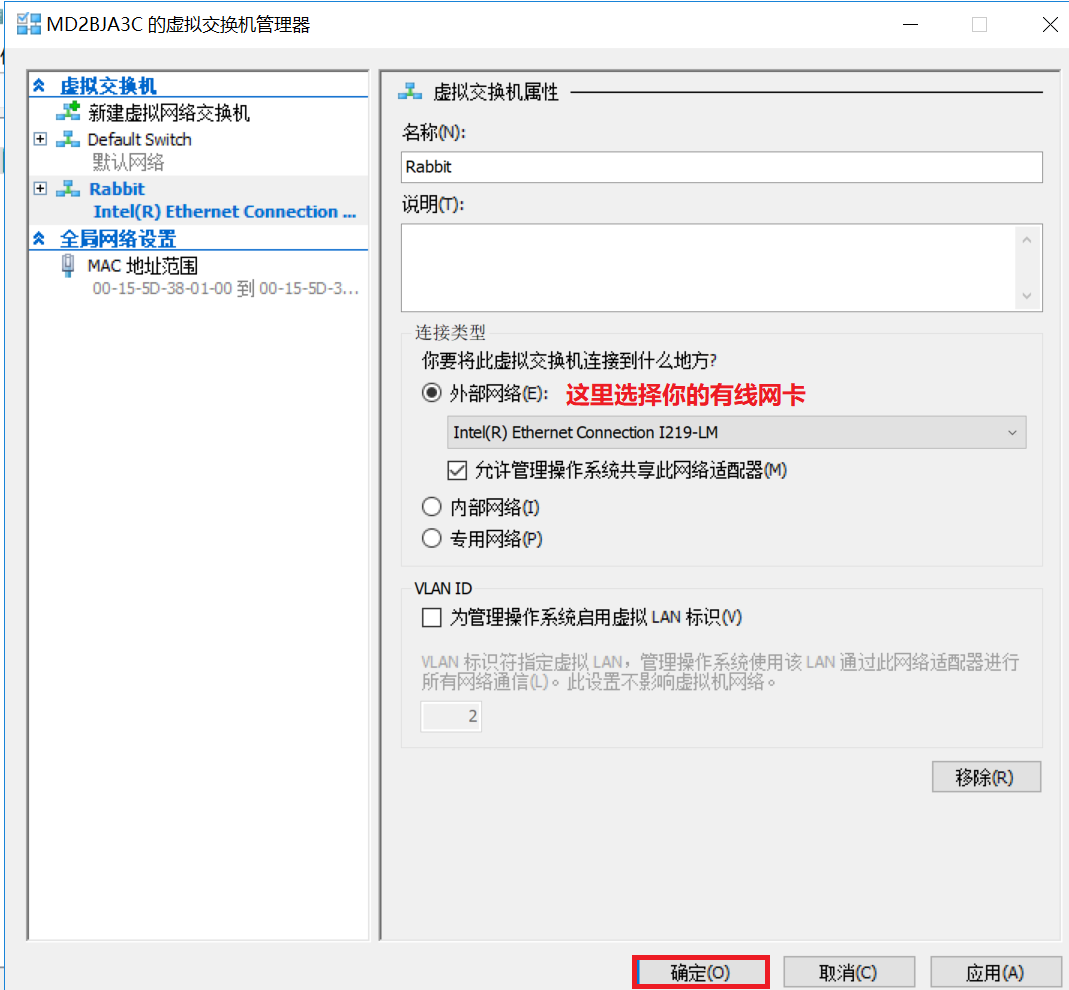 MD2BJA3C 的虚拟交换机管理器
虚拟交换机
新建虚拟网络交换机
Default Switch
默认网络
Rabbit
Intel(R) Ethernet Connection ...
全局网络设置
MAC 地址范围
00-15-5D-38-01-00 到 00-15-5D-3...
虚拟交换机属性
名称(N):
Rabbit
说明(T):
连接类型
你要将此虚拟交换机连接到什么地方?
外部网络(E): 这里选择你的有线网卡
Intel(R) Ethernet Connection I219-LM
允许管理操作系统共享此网络适配器(M)
内部网络(I)
专用网络(P)
VLAN ID
为管理操作系统启用虚拟 LAN 标识(V)
VLAN 标识符指定虚拟 LAN，管理操作系统使用该 LAN 通过此网络适配器进行
所有网络通信(L)。此设置不影响虚拟机网络。
2
移除(R)
确定(O) 取消(C) 应用(A)